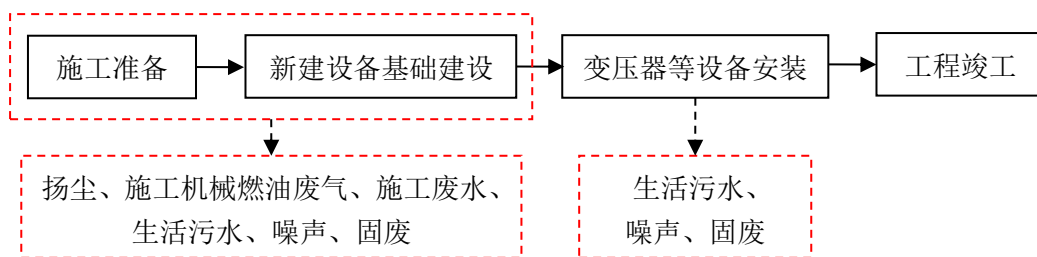 施工准备
新建设备基础建设
变压器等设备安装
工程竣工
扬尘、施工机械燃油废气、施工废水、
生活污水、噪声、固废
生活污水、
噪声、固废